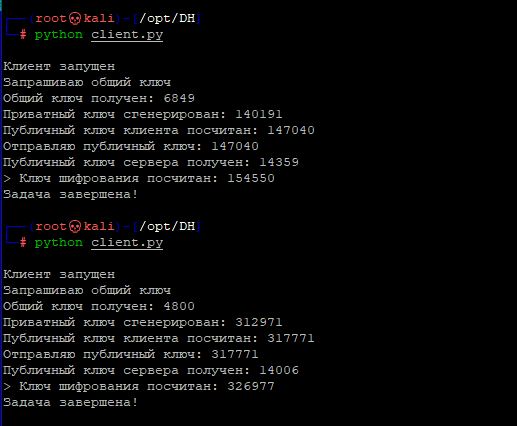 (root💀kali)-[/opt/DH]
# python client.py
Клиент запущен
Запрашиваю общий ключ
Общий ключ получен: 6849
Приватный ключ сгенерирован: 140191
Публичный ключ клиента посчитан: 147040
Отправляю публичный ключ: 147040
Публичный ключ сервера получен: 14359
> Ключ шифрования посчитан: 154550
Задача завершена!
(root💀kali)-[/opt/DH]
# python client.py
Клиент запущен
Запрашиваю общий ключ
Общий ключ получен: 4800
Приватный ключ сгенерирован: 312971
Публичный ключ клиента посчитан: 317771
Отправляю публичный ключ: 317771
Публичный ключ сервера получен: 14006
> Ключ шифрования посчитан: 326977
Задача завершена!